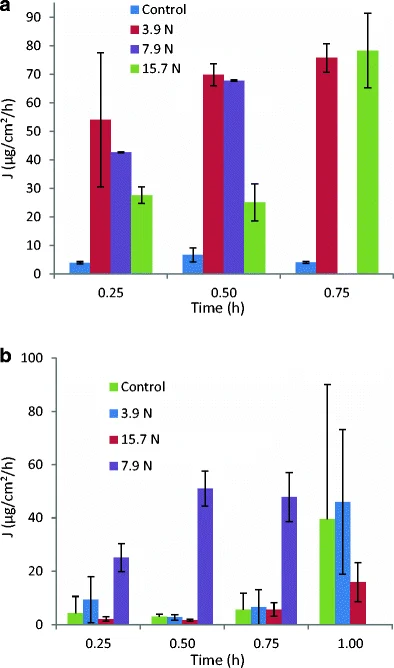 a
J (µg/cm²/h)
90
80
70
60
50
40
30
20
10
0
Control
3.9 N
7.9 N
15.7 N
0.25 0.50 0.75
Time (h)
b
J (µg/cm²/h)
100
80
60
40
20
0
Control
3.9 N
15.7 N
7.9 N
0.25 0.50 0.75 1.00
Time (h)